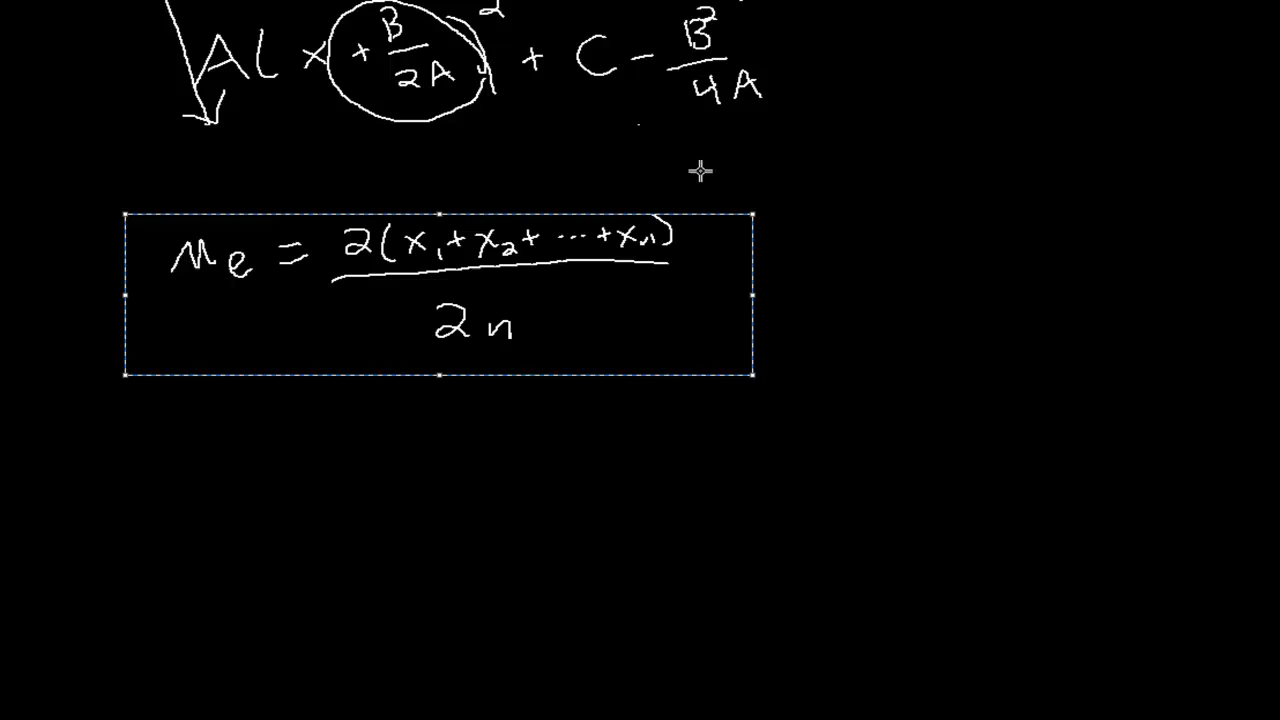 A(x + B/2A)² + C - B²/4A
Me = 2(x₁ + x₂ + ... + xₙ) / 2n